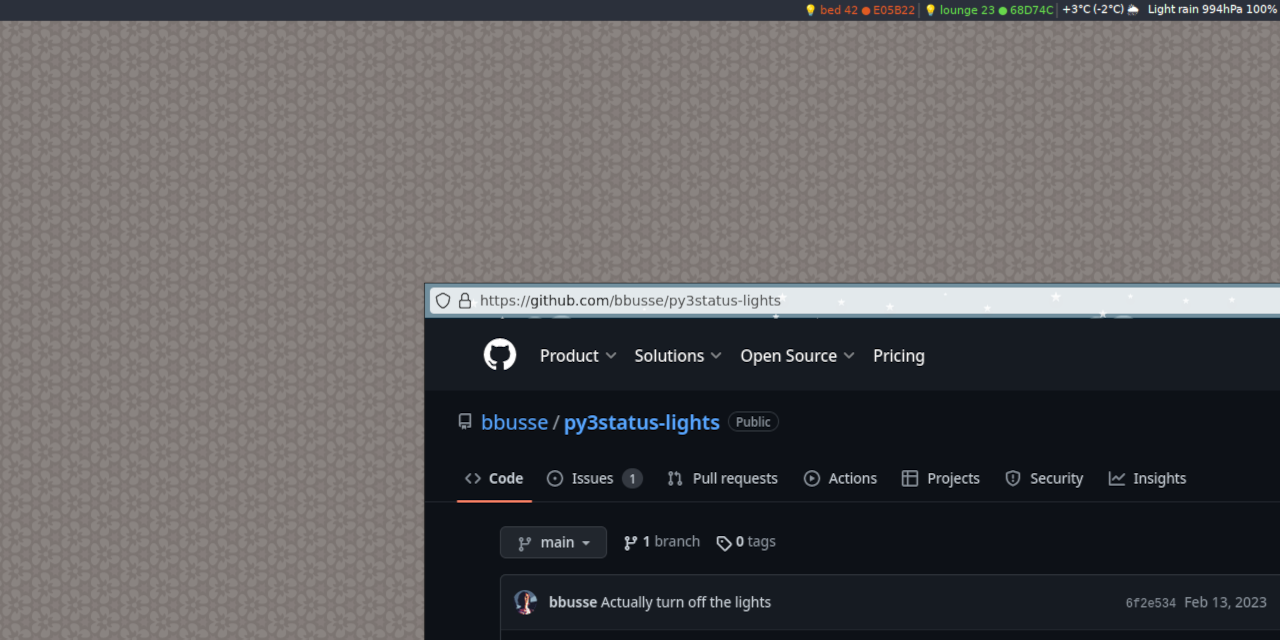 bed 42 ● E05B22 lounge 23 ● 68D74C +3°C (-2°C) Light rain 994hPa 100%
https://github.com/bbusse/py3status-lights
Product Solutions Open Source Pricing
bbusse / py3status-lights Public
Code Issues 1 Pull requests Actions Projects Security Insights
main 1 branch 0 tags
bbusse Actually turn off the lights 6f2e534 Feb 13, 2023